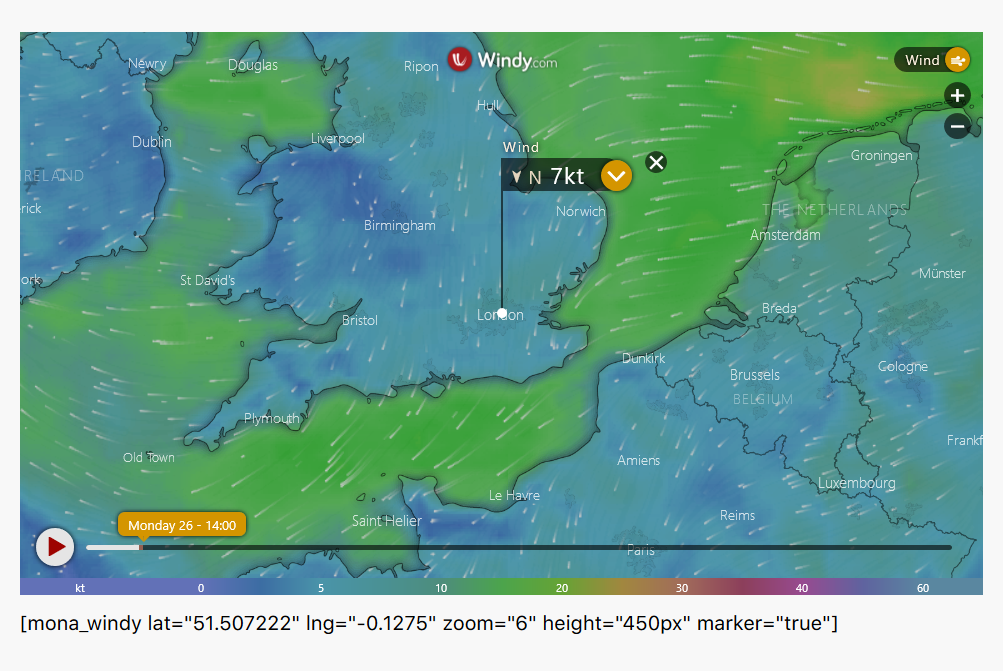 Newry
Douglas
Ripon
Windy.com
Wind
Hull
Dublin
Liverpool
Wind
Groningen
IRELAND
N 7kt
erick
Birmingham
Norwich
THE NETHERLANDS
Amsterdam
ork
St David's
Münster
Bristol
London
Breda
Dunkirk
Brussels
Cologne
BELGIUM
Plymouth
Old Town
Amiens
Frankf
Luxembourg
Le Havre
Saint Helier
Reims
Monday 26 - 14:00
Paris
kt 0 5 10 20 30 40 60
[mona_windy lat="51.507222" lng="-0.1275" zoom="6" height="450px" marker="true"]